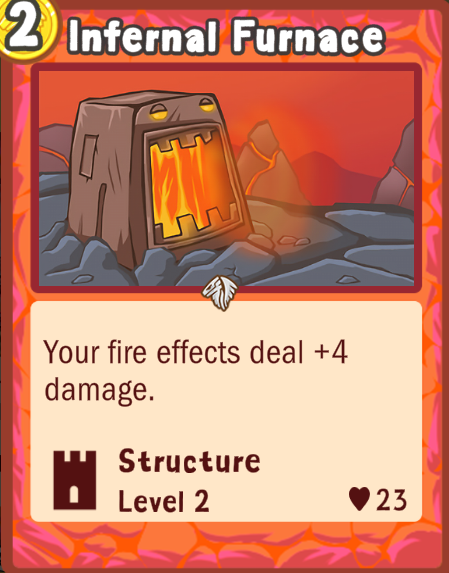 2 Infernal Furnace
Your fire effects deal +4
damage.
Structure
Level 2
23